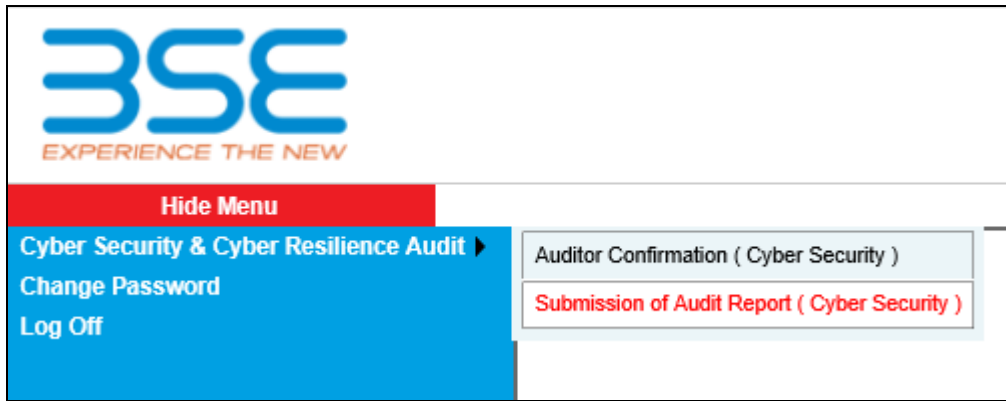 BSE
EXPERIENCE THE NEW
Hide Menu
Cyber Security & Cyber Resilience Audit
Change Password
Log Off
Auditor Confirmation ( Cyber Security )
Submission of Audit Report ( Cyber Security )